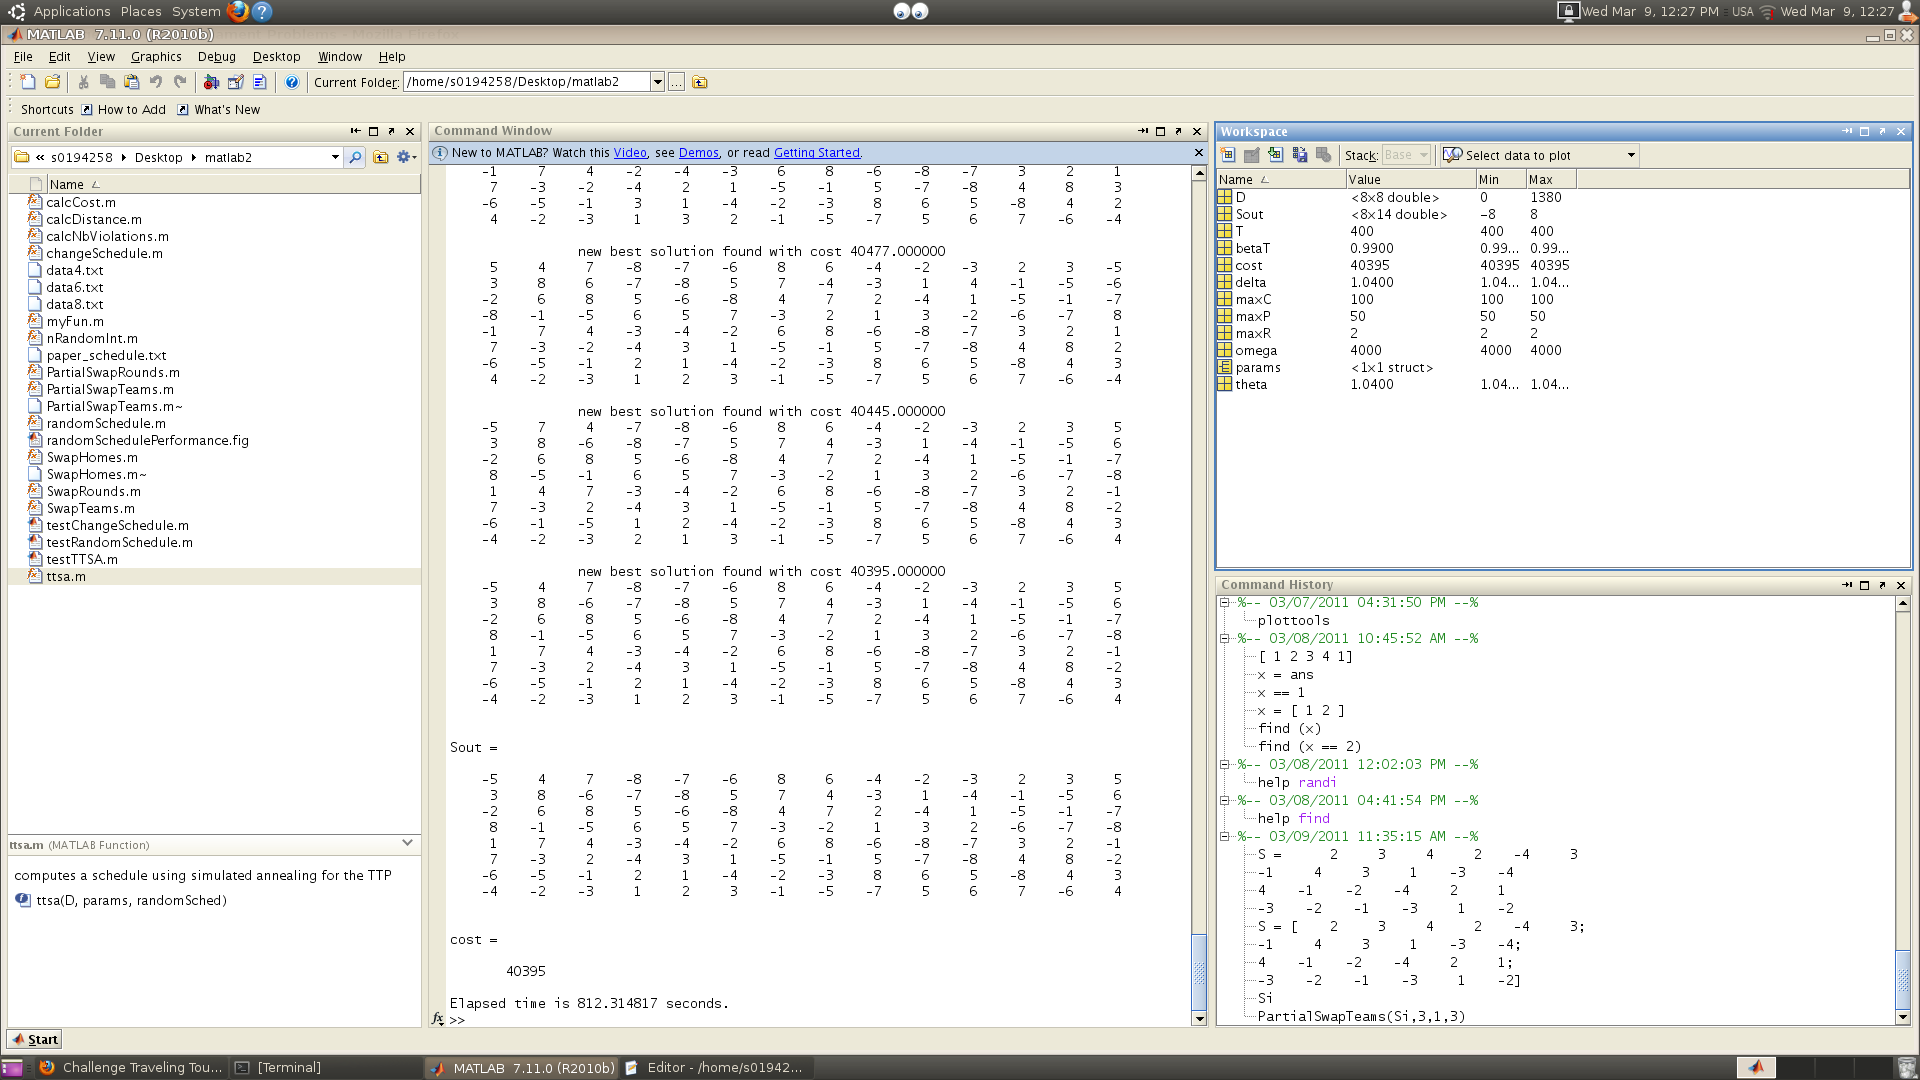 Applications Places System
Wed Mar 9, 12:27 PM USA Wed Mar 9, 12:27
MATLAB 7.11.0 (R2010b)
File Edit View Graphics Debug Desktop Window Help
Current Folder: /home/s0194258/Desktop/matlab2
Shortcuts How to Add What's New
Current Folder
« s0194258 Desktop matlab2
Name
calcCost.m
calcDistance.m
calcNbViolations.m
changeSchedule.m
data4.txt
data6.txt
data8.txt
myFun.m
nRandomInt.m
paper_schedule.txt
PartialSwapRounds.m
PartialSwapTeams.m
PartialSwapTeams.m~
randomSchedule.m
randomSchedulePerformance.fig
SwapHomes.m
SwapHomes.m~
SwapRounds.m
SwapTeams.m
testChangeSchedule.m
testRandomSchedule.m
testTTSA.m
ttsa.m
ttsa.m (MATLAB Function)
computes a schedule using simulated annealing for the TTP
ttsa(D, params, randomSched)
Start
Command Window
New to MATLAB? Watch this Video, see Demos, or read Getting Started.
-1 7 4 -2 -4 -3 6 8 -6 -8 -7 3 2 1
7 -3 -2 -4 2 1 -5 -1 5 -7 -8 4 8 3
-6 -5 -1 3 1 -4 -2 -3 8 6 5 -8 4 2
4 -2 -3 1 3 2 -1 -5 -7 5 6 7 -6 -4
new best solution found with cost 40477.000000
5 4 7 -8 -7 -6 8 6 -4 -2 -3 2 3 -5
3 8 6 -7 -8 5 7 -4 -3 1 4 -1 -5 -6
-2 6 8 5 -6 -8 4 7 2 -4 1 -5 -1 -7
-8 -1 -5 6 5 7 -3 2 1 3 -2 -6 -7 8
-1 7 4 -3 -4 -2 6 8 -6 -8 -7 3 2 1
7 -3 -2 -4 3 1 -5 -1 5 -7 -8 4 8 2
-6 -5 -1 2 1 -4 -2 -3 8 6 5 -8 4 3
4 -2 -3 1 2 3 -1 -5 -7 5 6 7 -6 -4
new best solution found with cost 40445.000000
-5 7 4 -7 -8 -6 8 6 -4 -2 -3 2 3 5
3 8 -6 -8 -7 5 7 4 -3 1 -4 -1 -5 6
-2 6 8 5 -6 -8 4 7 2 -4 1 -5 -1 -7
8 -5 -1 6 5 7 -3 -2 1 3 2 -6 -7 -8
1 4 7 -3 -4 -2 6 8 -6 -8 -7 3 2 -1
7 -3 2 -4 3 1 -5 -1 5 -7 -8 4 8 -2
-6 -1 -5 1 2 -4 -2 -3 8 6 5 -8 4 3
-4 -2 -3 2 1 3 -1 -5 -7 5 6 7 -6 4
new best solution found with cost 40395.000000
-5 4 7 -8 -7 -6 8 6 -4 -2 -3 2 3 5
3 8 -6 -7 -8 5 7 4 -3 1 -4 -1 -5 6
-2 6 8 5 -6 -8 4 7 2 -4 1 -5 -1 -7
8 -1 -5 6 5 7 -3 -2 1 3 2 -6 -7 -8
1 7 4 -3 -4 -2 6 8 -6 -8 -7 3 2 -1
7 -3 2 -4 3 1 -5 -1 5 -7 -8 4 8 -2
-6 -5 -1 2 1 -4 -2 -3 8 6 5 -8 4 3
-4 -2 -3 1 2 3 -1 -5 -7 5 6 7 -6 4
Sout =
-5 4 7 -8 -7 -6 8 6 -4 -2 -3 2 3 5
3 8 -6 -7 -8 5 7 4 -3 1 -4 -1 -5 6
-2 6 8 5 -6 -8 4 7 2 -4 1 -5 -1 -7
8 -1 -5 6 5 7 -3 -2 1 3 2 -6 -7 -8
1 7 4 -3 -4 -2 6 8 -6 -8 -7 3 2 -1
7 -3 2 -4 3 1 -5 -1 5 -7 -8 4 8 -2
-6 -5 -1 2 1 -4 -2 -3 8 6 5 -8 4 3
-4 -2 -3 1 2 3 -1 -5 -7 5 6 7 -6 4
cost =
40395
Elapsed time is 812.314817 seconds.
fx >>
Workspace
Stack: Base Select data to plot
Name Value Min Max
D <8×8 double> 0 1380
Sout <8×14 double> -8 8
T 400 400 400
betaT 0.9900 0.99... 0.99...
cost 40395 40395 40395
delta 1.0400 1.04... 1.04...
maxC 100 100 100
maxP 50 50 50
maxR 2 2 2
omega 4000 4000 4000
params <1×1 struct>
theta 1.0400 1.04... 1.04...
Command History
%-- 03/07/2011 04:31:50 PM --%
plottools
%-- 03/08/2011 10:45:52 AM --%
[ 1 2 3 4 1]
x = ans
x == 1
x = [ 1 2 ]
find (x)
find (x == 2)
%-- 03/08/2011 12:02:03 PM --%
help randi
%-- 03/08/2011 04:41:54 PM --%
help find
%-- 03/09/2011 11:35:15 AM --%
S = 2 3 4 2 -4 3
-1 4 3 1 -3 -4
4 -1 -2 -4 2 1
-3 -2 -1 -3 1 -2
S = [ 2 3 4 2 -4 3;
-1 4 3 1 -3 -4;
4 -1 -2 -4 2 1;
-3 -2 -1 -3 1 -2]
Si
PartialSwapTeams(Si,3,1,3)
Challenge Traveling Tou... [Terminal] MATLAB 7.11.0 (R2010b) Editor - /home/s01942...